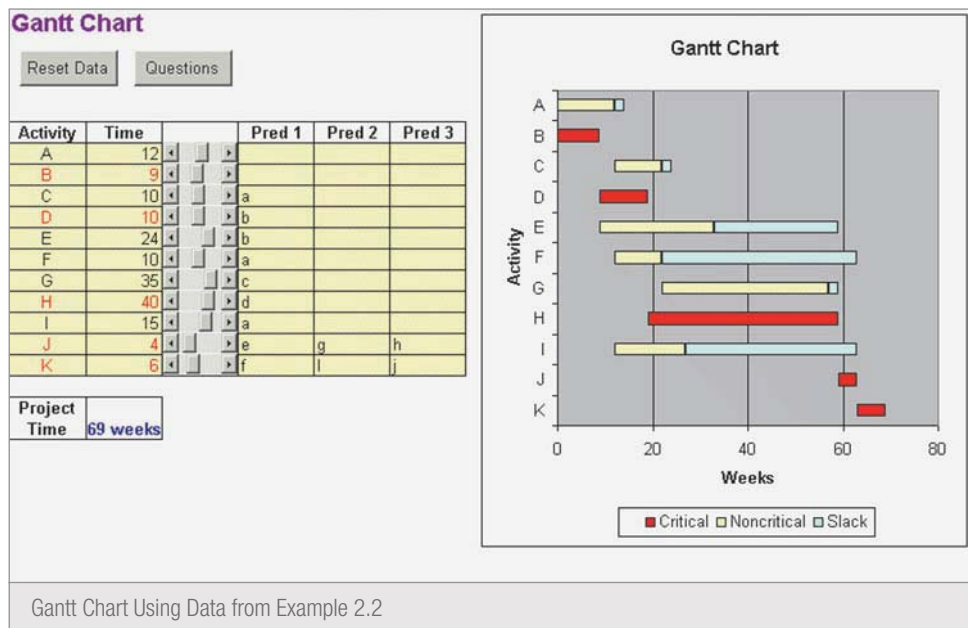 Gantt Chart
Reset Data Questions
Activity Time Pred 1 Pred 2 Pred 3
A 12
B 9
C 10 a
D 10 b
E 24 b
F 10 a
G 35 c
H 40 d
I 15 a
J 4 e g h
K 6 f I j
Project
Time 69 weeks
Gantt Chart
Activity
A
B
C
D
E
F
G
H
I
J
K
0 20 40 60 80
Weeks
Critical Noncritical Slack
Gantt Chart Using Data from Example 2.2